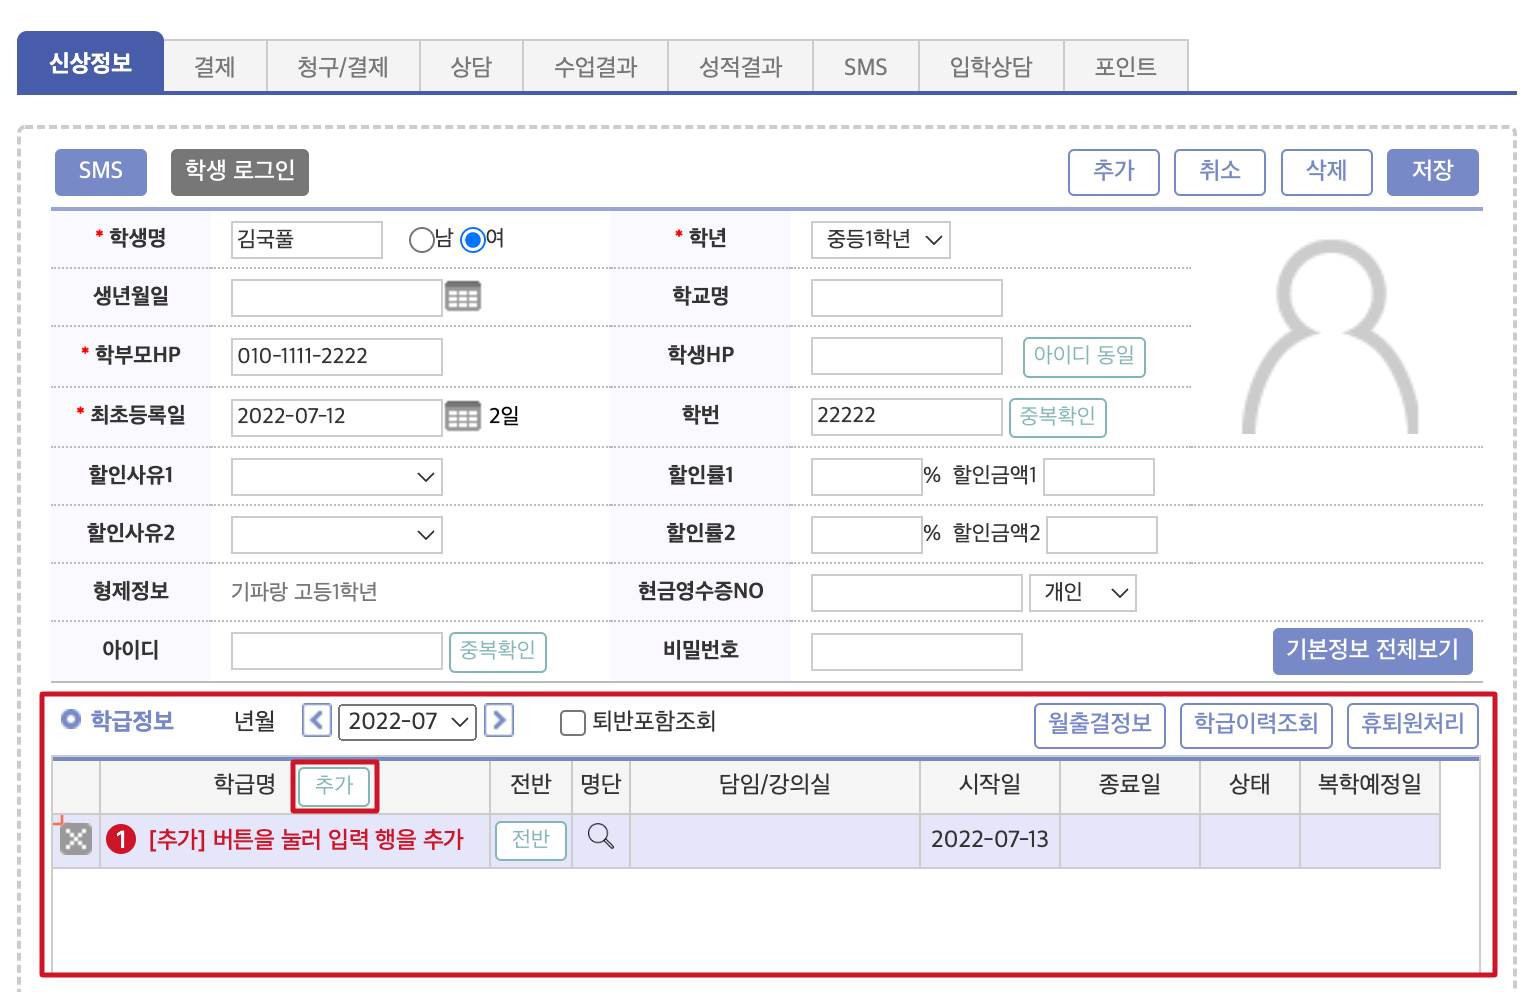 신상정보 결제 청구/결제 상담 수업결과 성적결과 SMS 입학상담 포인트
SMS 학생 로그인 추가 취소 삭제 저장
* 학생명 김국풀 남 여 * 학년 중등1학년
생년월일 학교명
* 학부모HP 010-1111-2222 학생HP 아이디 동일
* 최초등록일 2022-07-12 2일 학번 22222 중복확인
할인사유1 할인률1 % 할인금액1
할인사유2 할인률2 % 할인금액2
형제정보 기파랑 고등1학년 현금영수증NO 개인
아이디 중복확인 비밀번호 기본정보 전체보기
학급정보 년월 2022-07 퇴반포함조회 월출결정보 학급이력조회 휴퇴원처리
학급명 추가 전반 명단 담임/강의실 시작일 종료일 상태 복학예정일
1 [추가] 버튼을 눌러 입력 행을 추가 전반 2022-07-13